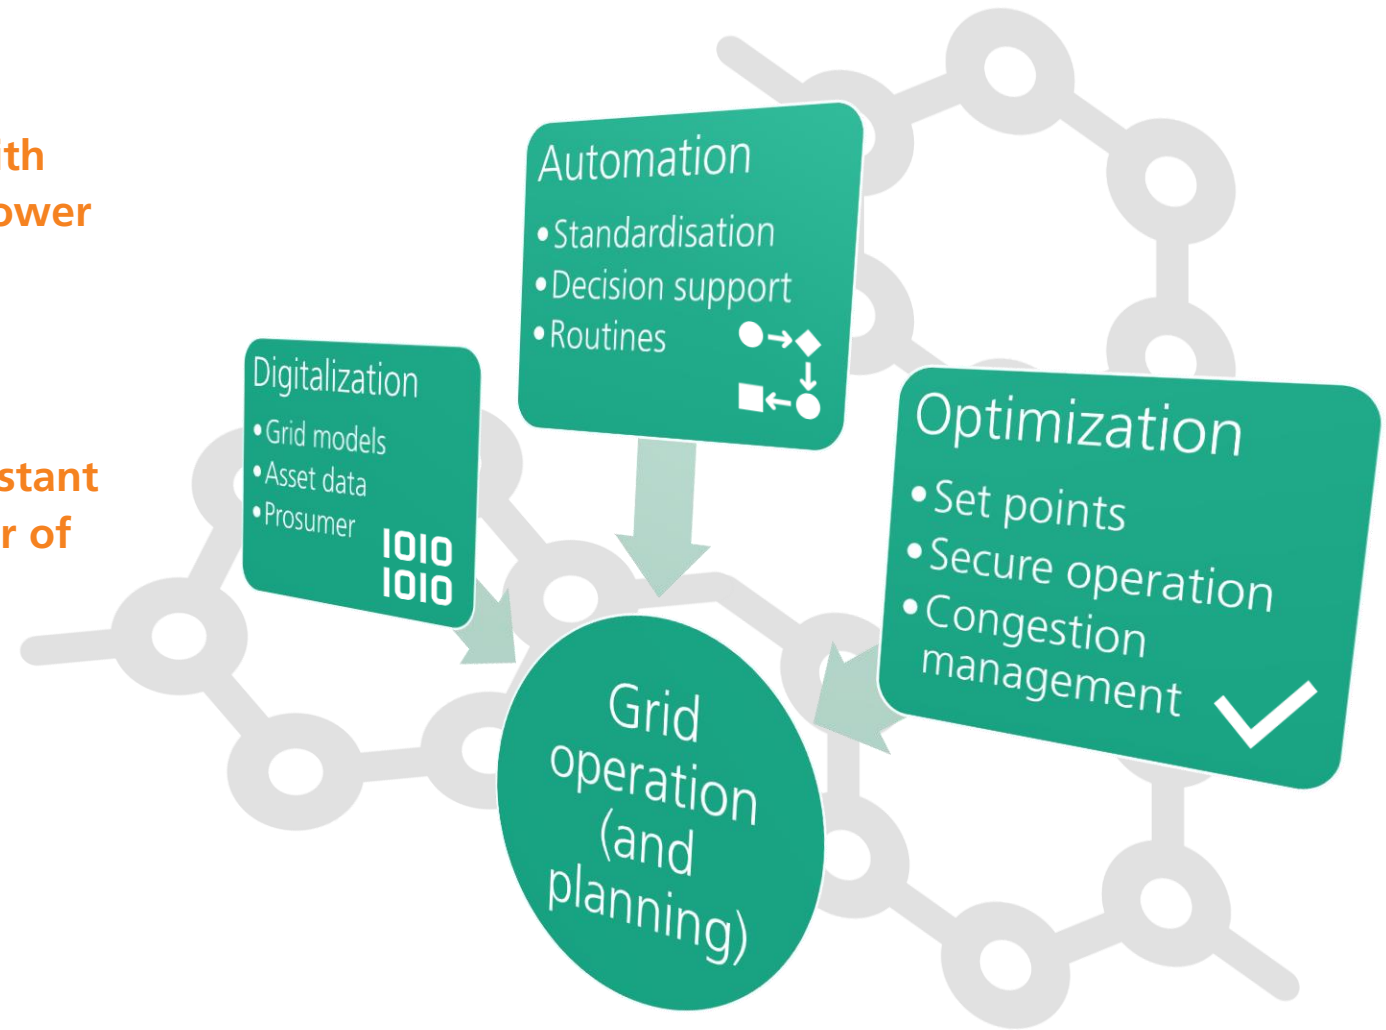 ith
ower
stant
r of
Automation
• Standardisation
• Decision support
• Routines
Digitalization
• Grid models
• Asset data
• Prosumer
1010
1010
Optimization
• Set points
• Secure operation
• Congestion
management
Grid
operation
(and
planning)